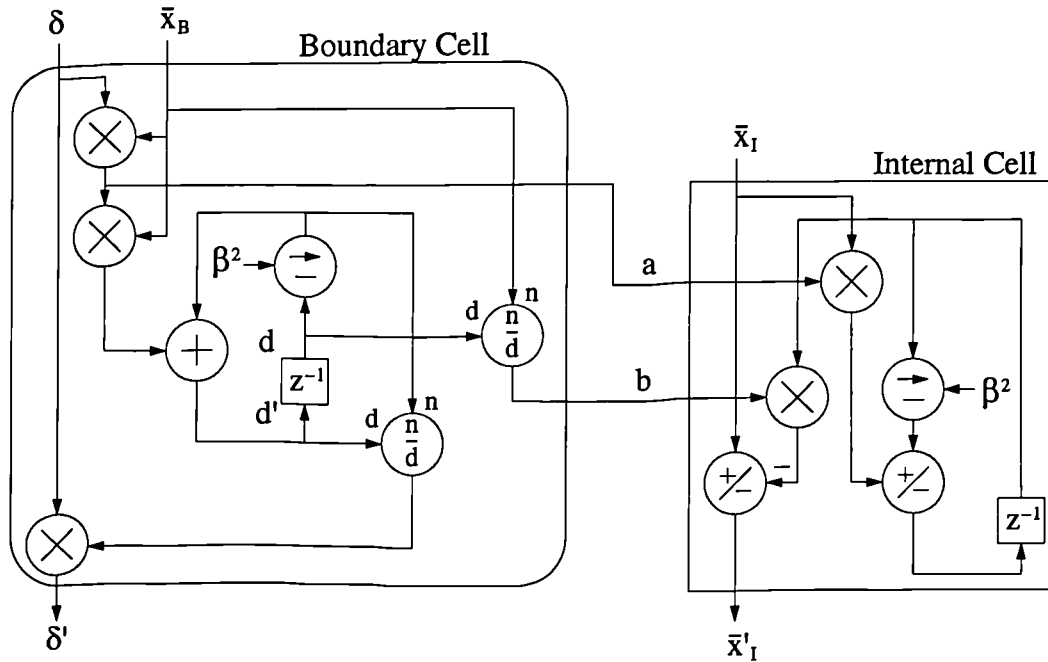 δ
x̄_B
Boundary Cell
x̄_I
Internal Cell
β²
→
−
a
d
n
n/d
+
d
z⁻¹
d'
d
n
n/d
b
→
−
β²
+/−
−
+/−
z⁻¹
δ'
x̄'_I